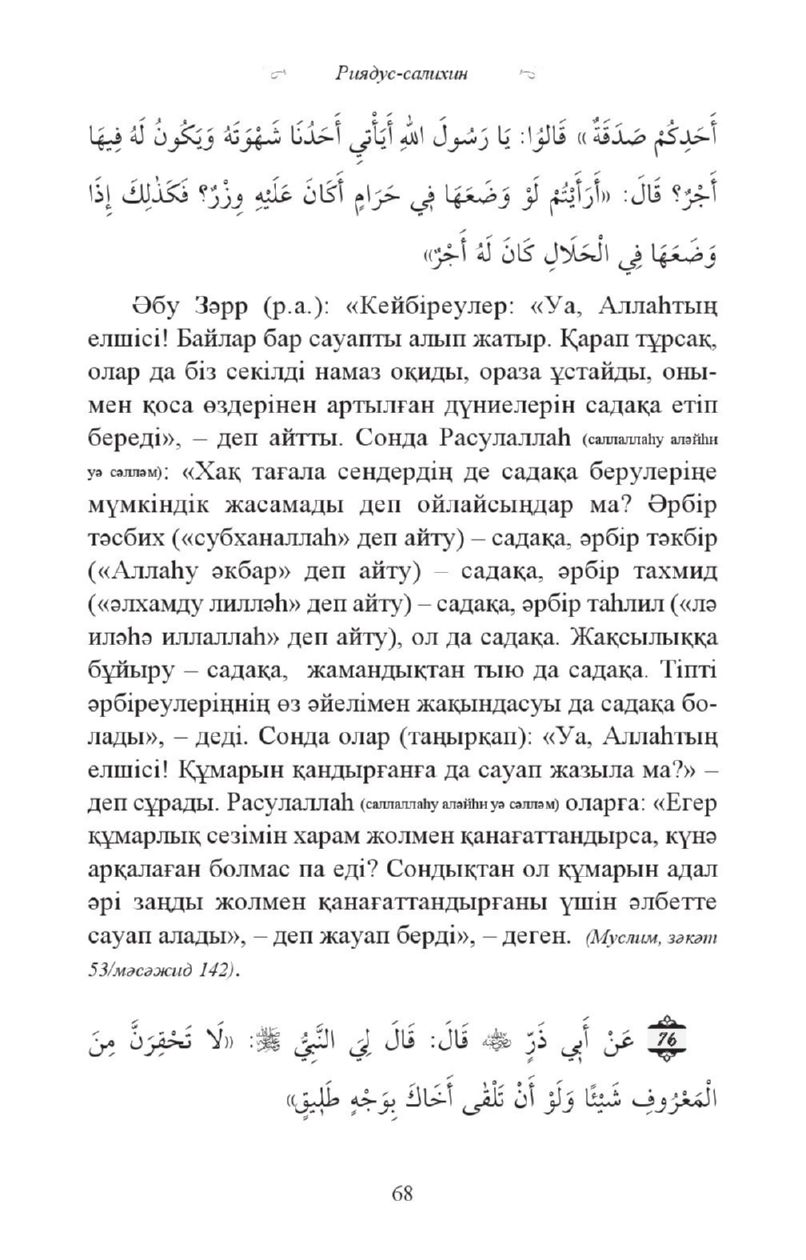 Риядус-салихин
أَحَدِكُمْ صَدَقَةٌ» قَالُوُا: يَا رَسُولَ اللهِ أَيَأْتِي أَحَدُنَا شَهْوَتَهُ وَيَكُونُ لَهُ فِيهَا
أَجْرٌ؟ قَالَ: «أَرَأَيْتُمْ لَوْ وَضَعَهَا فِي حَرَامٍ أَكَانَ عَلَيْهِ وِزْرٌ؟ فَكَذٰلِكَ إِذَا
وَضَعَهَا فِي الْحَلَالِ كَانَ لَهُ أَجْرٌ»
Әбу Зәрр (р.а.): «Кейбіреулер: «Уа, Аллаһтың
елшісі! Байлар бар сауапты алып жатыр. Қарап тұрсақ,
олар да біз секілді намаз оқиды, ораза ұстайды, оны-
мен қоса өздерінен артылған дүниелерін садақа етіп
береді», – деп айтты. Сонда Расулаллаһ (саллаллаһу аләйһи
уә сәлләм): «Хақ тағала сендердің де садақа берулеріңе
мүмкіндік жасамады деп ойлайсыңдар ма? Әрбір
тәсбих («субханаллаһ» деп айту) – садақа, әрбір тәкбір
(«Аллаһу әкбар» деп айту) – садақа, әрбір тахмид
(«әлхамду лилләһ» деп айту) – садақа, әрбір таһлил («лә
иләһә иллаллаһ» деп айту), ол да садақа. Жақсылыққа
бұйыру – садақа, жамандықтан тыю да садақа. Тіпті
әрбіреулеріңнің өз әйелімен жақындасуы да садақа бо-
лады», – деді. Сонда олар (таңырқап): «Уа, Аллаһтың
елшісі! Құмарын қандырғанға да сауап жазыла ма?» –
деп сұрады. Расулаллаһ (саллаллаһу аләйһи уә сәлләм) оларға: «Егер
құмарлық сезімін харам жолмен қанағаттандырса, күнә
арқалаған болмас па еді? Сондықтан ол құмарын адал
әрі заңды жолмен қанағаттандырғаны үшін әлбетте
сауап алады», – деп жауап берді», – деген. (Муслим, зәкәт
53/мәсәжид 142).
76 عَنْ أَبِي ذَرٍّ ﵁ قَالَ: قَالَ لِيَ النَّبِيُّ ﷺ: «لَا تَحْقِرَنَّ مِنَ
الْمَعْرُوفِ شَيْئًا وَلَوْ أَنْ تَلْقٰى أَخَاكَ بِوَجْهٍ طَلِيقٍ»
68